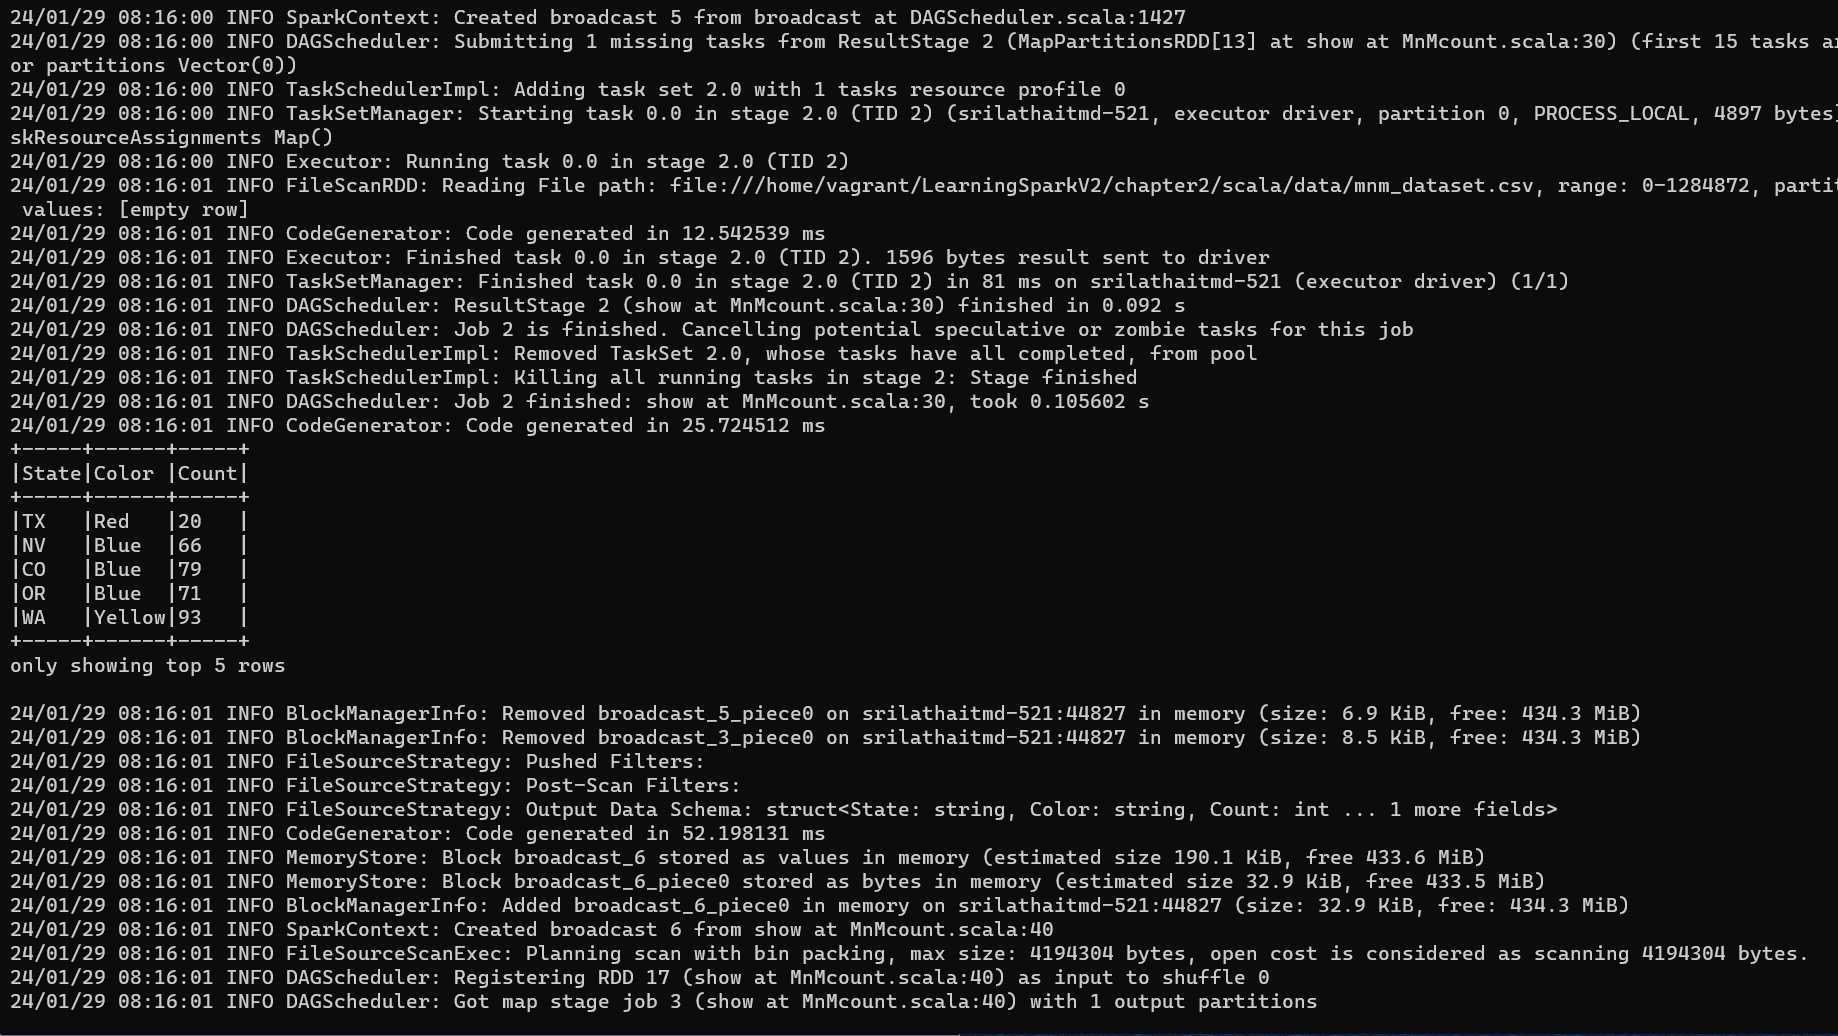 24/01/29 08:16:00 INFO SparkContext: Created broadcast 5 from broadcast at DAGScheduler.scala:1427
24/01/29 08:16:00 INFO DAGScheduler: Submitting 1 missing tasks from ResultStage 2 (MapPartitionsRDD[13] at show at MnMcount.scala:30) (first 15 tasks ar
or partitions Vector(0))
24/01/29 08:16:00 INFO TaskSchedulerImpl: Adding task set 2.0 with 1 tasks resource profile 0
24/01/29 08:16:00 INFO TaskSetManager: Starting task 0.0 in stage 2.0 (TID 2) (srilathaitmd-521, executor driver, partition 0, PROCESS_LOCAL, 4897 bytes)
skResourceAssignments Map()
24/01/29 08:16:00 INFO Executor: Running task 0.0 in stage 2.0 (TID 2)
24/01/29 08:16:01 INFO FileScanRDD: Reading File path: file:///home/vagrant/LearningSparkV2/chapter2/scala/data/mnm_dataset.csv, range: 0-1284872, partit
values: [empty row]
24/01/29 08:16:01 INFO CodeGenerator: Code generated in 12.542539 ms
24/01/29 08:16:01 INFO Executor: Finished task 0.0 in stage 2.0 (TID 2). 1596 bytes result sent to driver
24/01/29 08:16:01 INFO TaskSetManager: Finished task 0.0 in stage 2.0 (TID 2) in 81 ms on srilathaitmd-521 (executor driver) (1/1)
24/01/29 08:16:01 INFO DAGScheduler: ResultStage 2 (show at MnMcount.scala:30) finished in 0.092 s
24/01/29 08:16:01 INFO DAGScheduler: Job 2 is finished. Cancelling potential speculative or zombie tasks for this job
24/01/29 08:16:01 INFO TaskSchedulerImpl: Removed TaskSet 2.0, whose tasks have all completed, from pool
24/01/29 08:16:01 INFO TaskSchedulerImpl: Killing all running tasks in stage 2: Stage finished
24/01/29 08:16:01 INFO DAGScheduler: Job 2 finished: show at MnMcount.scala:30, took 0.105602 s
24/01/29 08:16:01 INFO CodeGenerator: Code generated in 25.724512 ms
+-----+------+-----+
|State|Color |Count|
+-----+------+-----+
|TX   |Red   |20   |
|NV   |Blue  |66   |
|CO   |Blue  |79   |
|OR   |Blue  |71   |
|WA   |Yellow|93   |
+-----+------+-----+
only showing top 5 rows
24/01/29 08:16:01 INFO BlockManagerInfo: Removed broadcast_5_piece0 on srilathaitmd-521:44827 in memory (size: 6.9 KiB, free: 434.3 MiB)
24/01/29 08:16:01 INFO BlockManagerInfo: Removed broadcast_3_piece0 on srilathaitmd-521:44827 in memory (size: 8.5 KiB, free: 434.3 MiB)
24/01/29 08:16:01 INFO FileSourceStrategy: Pushed Filters:
24/01/29 08:16:01 INFO FileSourceStrategy: Post-Scan Filters:
24/01/29 08:16:01 INFO FileSourceStrategy: Output Data Schema: struct<State: string, Color: string, Count: int ... 1 more fields>
24/01/29 08:16:01 INFO CodeGenerator: Code generated in 52.198131 ms
24/01/29 08:16:01 INFO MemoryStore: Block broadcast_6 stored as values in memory (estimated size 190.1 KiB, free 433.6 MiB)
24/01/29 08:16:01 INFO MemoryStore: Block broadcast_6_piece0 stored as bytes in memory (estimated size 32.9 KiB, free 433.5 MiB)
24/01/29 08:16:01 INFO BlockManagerInfo: Added broadcast_6_piece0 in memory on srilathaitmd-521:44827 (size: 32.9 KiB, free: 434.3 MiB)
24/01/29 08:16:01 INFO SparkContext: Created broadcast 6 from show at MnMcount.scala:40
24/01/29 08:16:01 INFO FileSourceScanExec: Planning scan with bin packing, max size: 4194304 bytes, open cost is considered as scanning 4194304 bytes.
24/01/29 08:16:01 INFO DAGScheduler: Registering RDD 17 (show at MnMcount.scala:40) as input to shuffle 0
24/01/29 08:16:01 INFO DAGScheduler: Got map stage job 3 (show at MnMcount.scala:40) with 1 output partitions